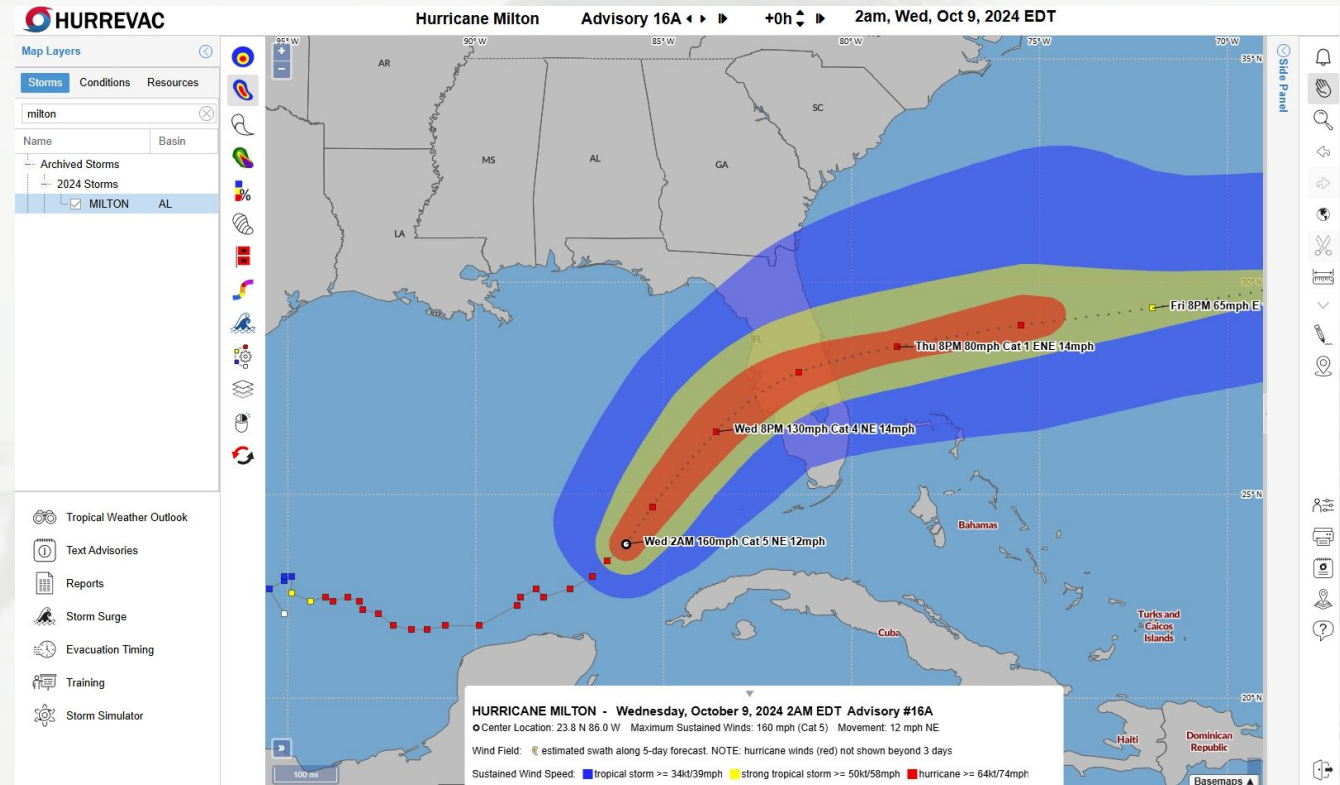 HURREVAC
Hurricane Milton Advisory 16A +0h 2am, Wed, Oct 9, 2024 EDT
Map Layers
Storms Conditions Resources
milton
Name Basin
Archived Storms
2024 Storms
MILTON AL
Tropical Weather Outlook
Text Advisories
Reports
Storm Surge
Evacuation Timing
Training
Storm Simulator
%
+
−
95° W 90° W 85° W 80° W 75° W 70° W
35° N
AR
SC
MS AL GA
LA
30° N
Fri 8PM 65mph E
FL
Thu 8PM 80mph Cat 1 ENE 14mph
Wed 8PM 130mph Cat 4 NE 14mph
25° N
Bahamas
Wed 2AM 160mph Cat 5 NE 12mph
Turks and
Caicos
Islands
Cuba
20° N
Haiti
Dominican
Republic
»
100 mi
HURRICANE MILTON - Wednesday, October 9, 2024 2AM EDT Advisory #16A
Center Location: 23.8 N 86.0 W Maximum Sustained Winds: 160 mph (Cat 5) Movement: 12 mph NE
Wind Field: estimated swath along 5-day forecast. NOTE: hurricane winds (red) not shown beyond 3 days
Sustained Wind Speed: tropical storm >= 34kt/39mph strong tropical storm >= 50kt/58mph hurricane >= 64kt/74mph
Basemaps ▲
Side Panel